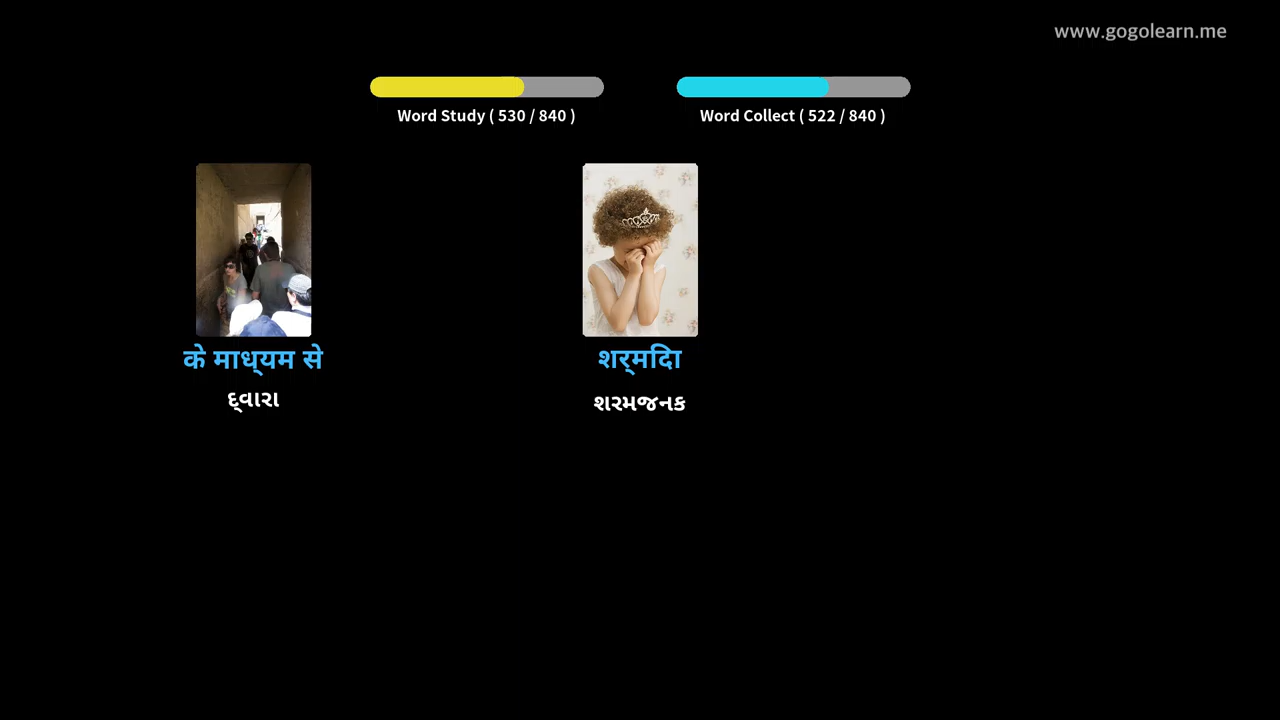 www.gogolearn.me
Word Study ( 530 / 840 )
Word Collect ( 522 / 840 )
के माध्यम से
દ્વારા
शर्मिंदा
શરમજનક